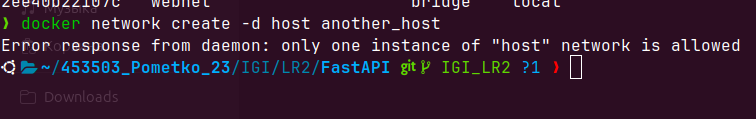 2ee40b22107c   webnet                 bridge    local
❯ docker network create -d host another_host
Error response from daemon: only one instance of "host" network is allowed
~/453503_Pometko_23/IGI/LR2/FastAPI git IGI_LR2 ?1 ❯
Downloads